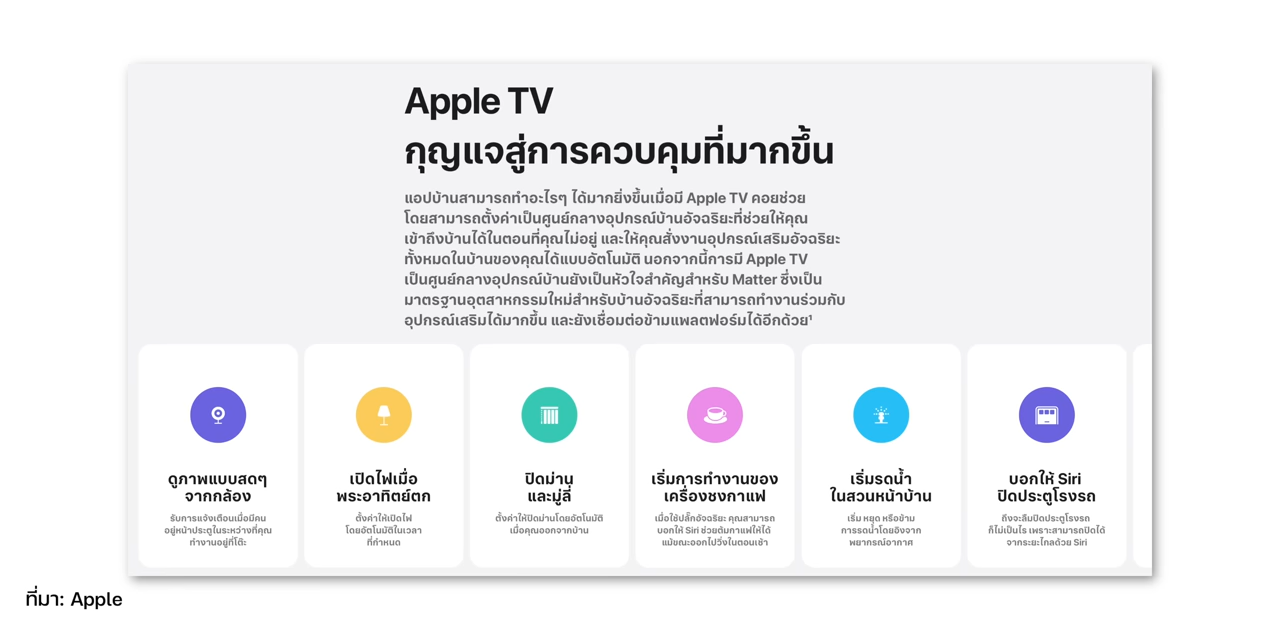 Apple TV
กุญแจสู่การควบคุมที่มากขึ้น
แอปบ้านสามารถทำอะไรๆ ได้มากยิ่งขึ้นเมื่อมี Apple TV คอยช่วย
โดยสามารถตั้งค่าเป็นศูนย์กลางอุปกรณ์บ้านอัจฉริยะที่ช่วยให้คุณ
เข้าถึงบ้านได้ในตอนที่คุณไม่อยู่ และให้คุณสั่งงานอุปกรณ์เสริมอัจฉริยะ
ทั้งหมดในบ้านของคุณได้แบบอัตโนมัติ นอกจากนี้การมี Apple TV
เป็นศูนย์กลางอุปกรณ์บ้านยังเป็นหัวใจสำคัญสำหรับ Matter ซึ่งเป็น
มาตรฐานอุตสาหกรรมใหม่สำหรับบ้านอัจฉริยะที่สามารถทำงานร่วมกับ
อุปกรณ์เสริมได้มากขึ้น และยังเชื่อมต่อข้ามแพลตฟอร์มได้อีกด้วย¹
ดูภาพแบบสดๆ
จากกล้อง
รับการแจ้งเตือนเมื่อมีคน
อยู่หน้าประตูในระหว่างที่คุณ
ทำงานอยู่ที่โต๊ะ
เปิดไฟเมื่อ
พระอาทิตย์ตก
ตั้งค่าให้เปิดไฟ
โดยอัตโนมัติในเวลา
ที่กำหนด
ปิดม่าน
และมู่ลี่
ตั้งค่าให้ปิดม่านโดยอัตโนมัติ
เมื่อคุณออกจากบ้าน
เริ่มการทำงานของ
เครื่องชงกาแฟ
เมื่อใช้ปลั๊กอัจฉริยะ คุณสามารถ
บอกให้ Siri ช่วยต้มกาแฟให้ได้
แม้ขณะออกไปวิ่งในตอนเช้า
เริ่มรดน้ำ
ในสวนหน้าบ้าน
เริ่ม หยุด หรือข้าม
การรดน้ำโดยอิงจาก
พยากรณ์อากาศ
บอกให้ Siri
ปิดประตูโรงรถ
ถึงจะลืมปิดประตูโรงรถ
ก็ไม่เป็นไร เพราะสามารถปิดได้
จากระยะไกลด้วย Siri
ที่มา: Apple